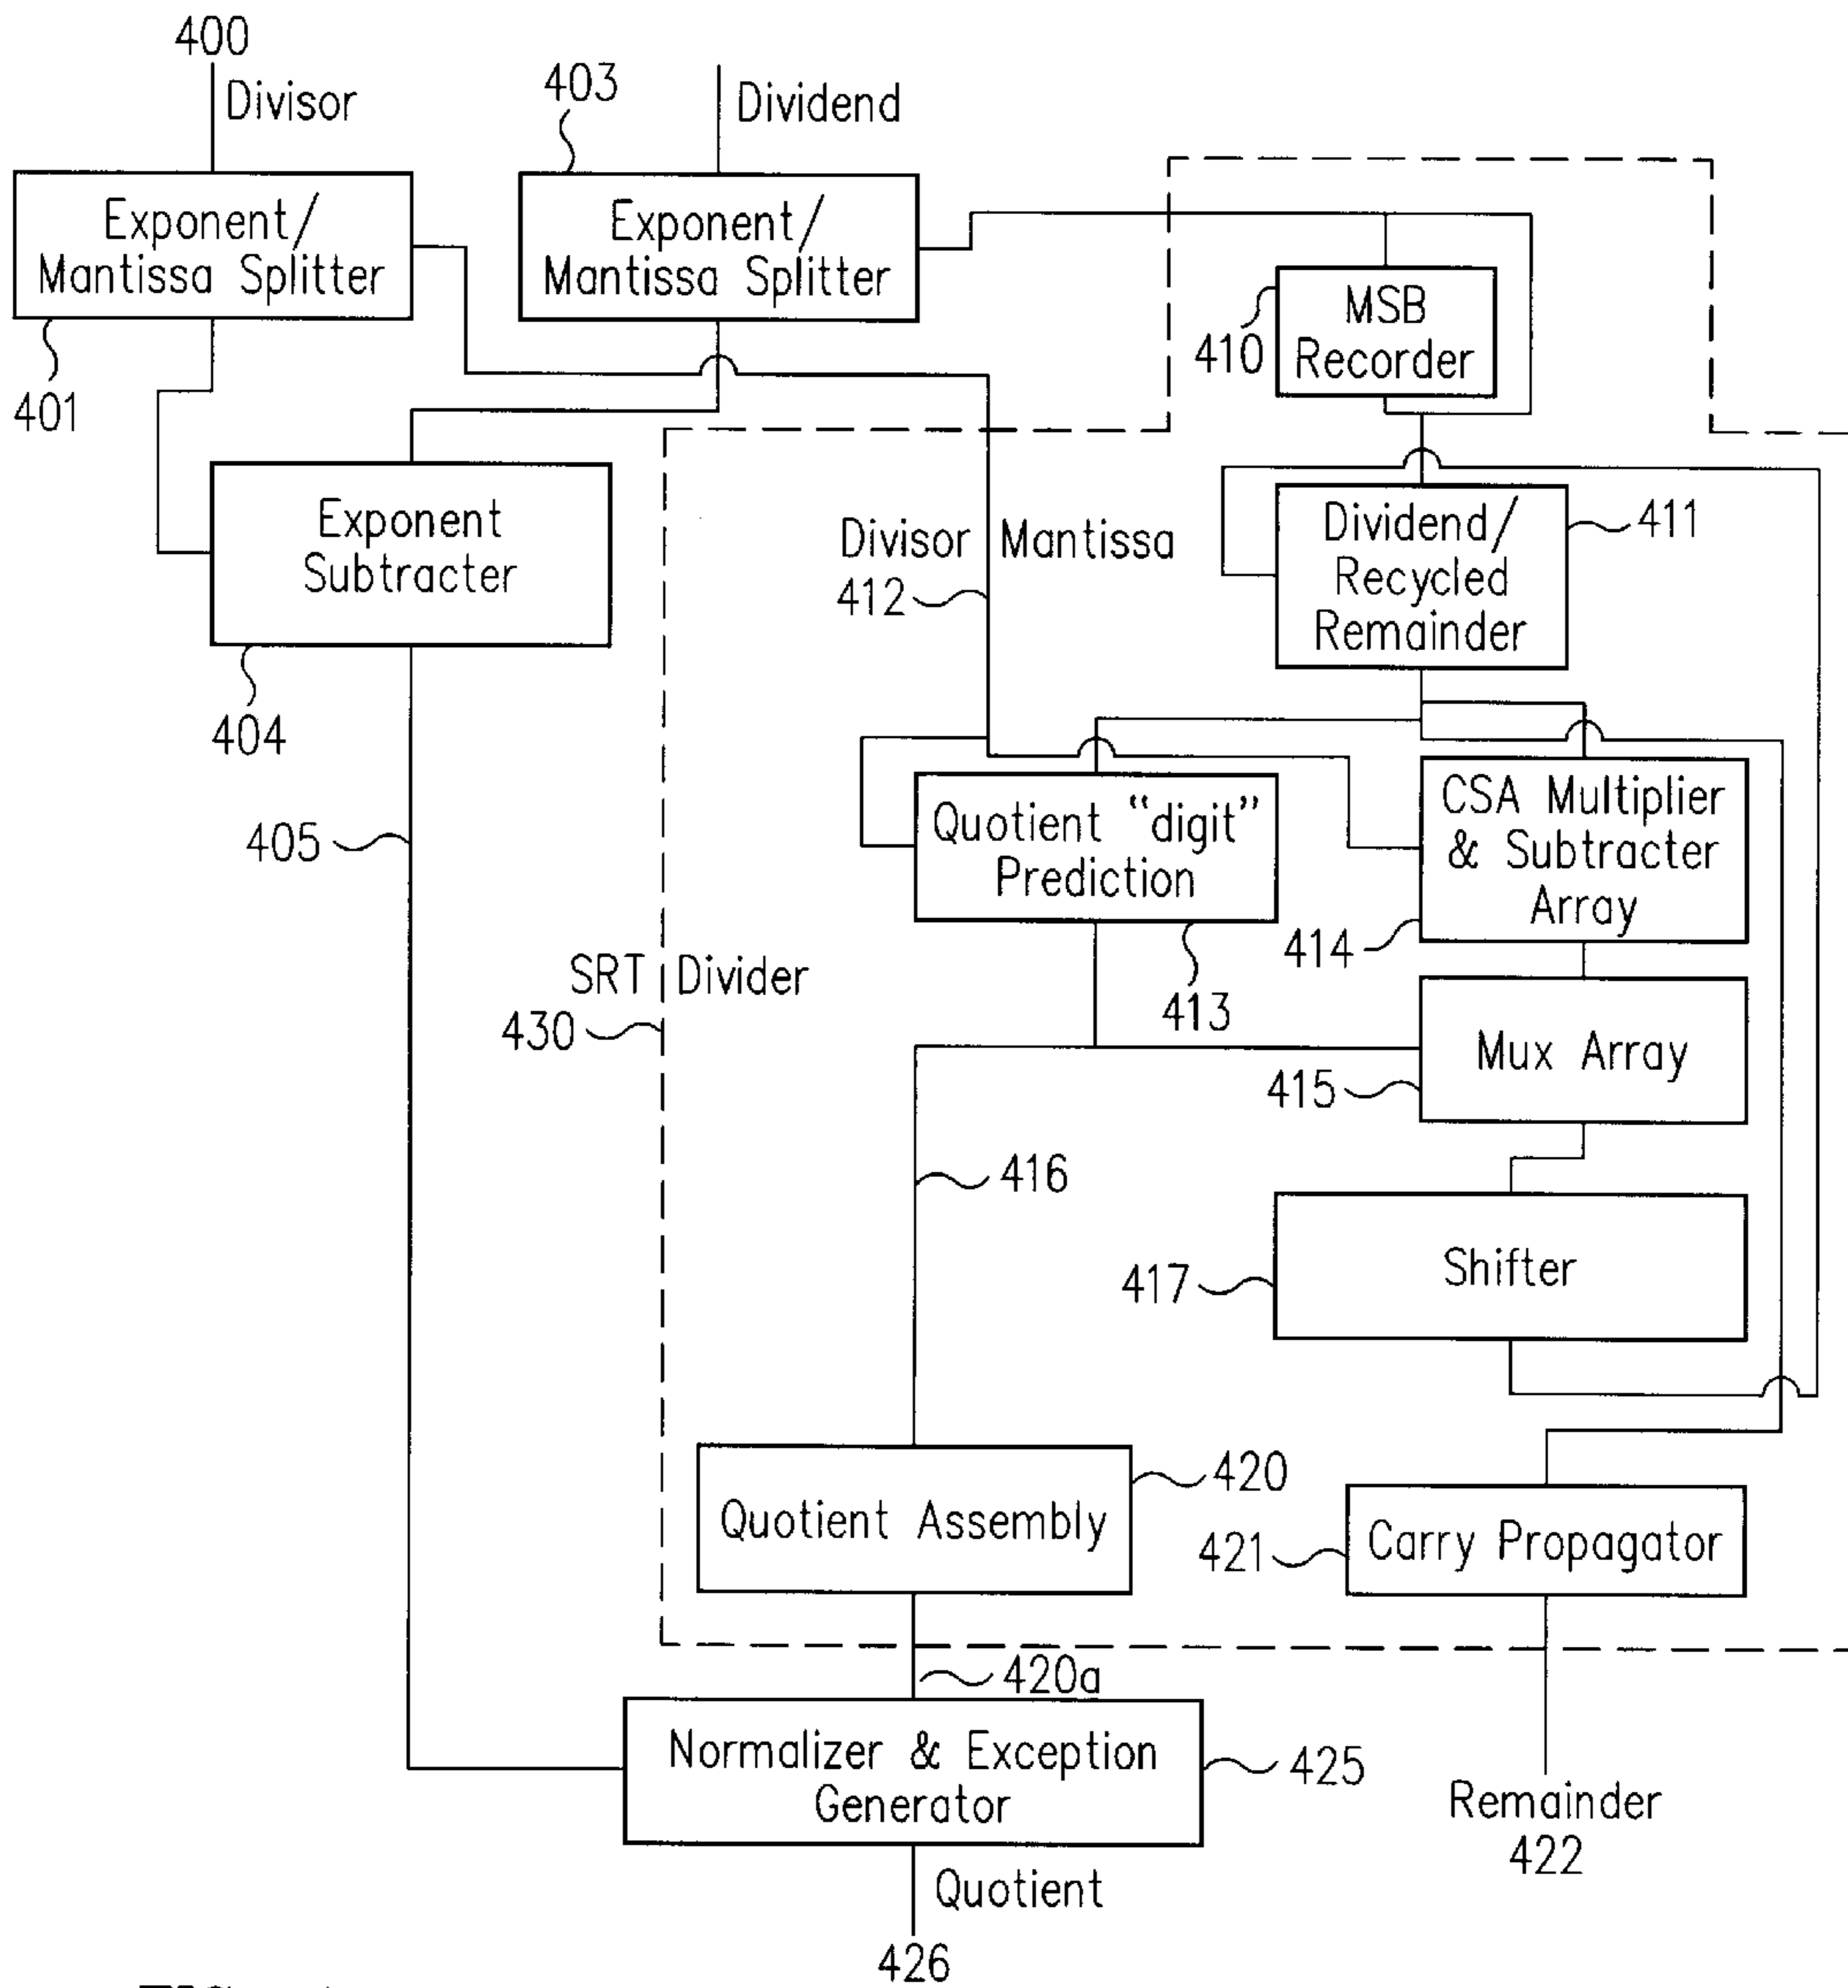 400
Divisor
403
Dividend
Exponent/
Mantissa Splitter
401
Exponent/
Mantissa Splitter
MSB
Recorder
410
Exponent
Subtracter
404
405
Divisor Mantissa
412
Dividend/
Recycled
Remainder
411
Quotient "digit"
Prediction
413
CSA Multiplier
& Subtracter
Array
414
SRT Divider
430
Mux Array
415
416
Shifter
417
Quotient Assembly
420
Carry Propagator
421
420a
Normalizer & Exception
Generator
425
Remainder
422
Quotient
426